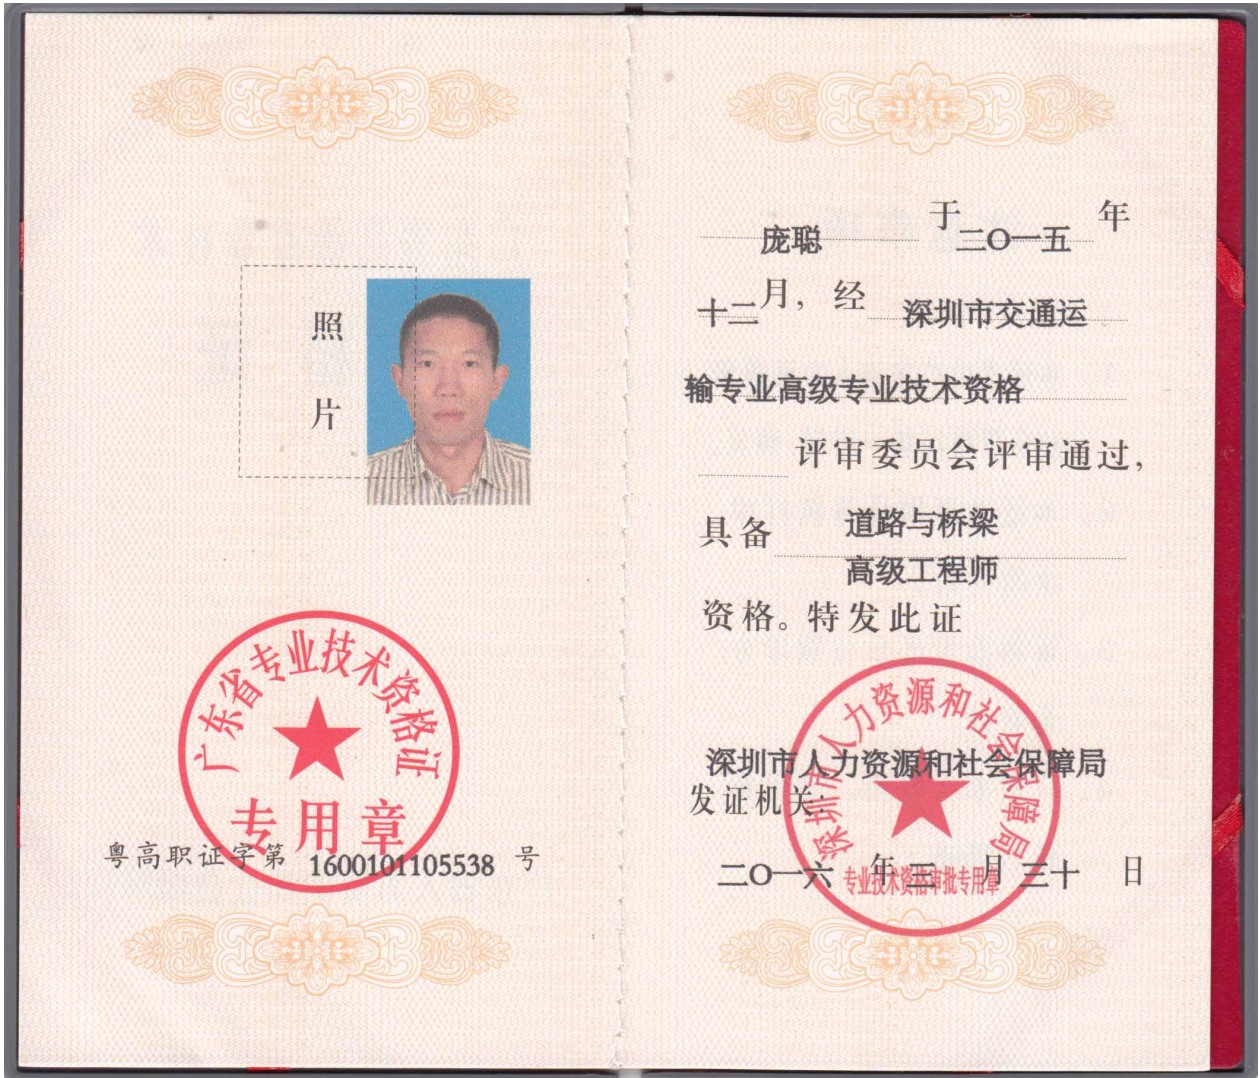 照
片
广东省专业技术资格证
专用章
粤高职证字第 1600101105538 号
庞聪 于 二〇一五 年
十二 月，经 深圳市交通运
输专业高级专业技术资格
评审委员会评审通过，
具备 道路与桥梁
高级工程师
资格。特发此证
深圳市人力资源和社会保障局
深圳市人力资源和社会保障局
发证机关：
二〇一六 年 三 月 三十 日
专业技术资格审批专用章